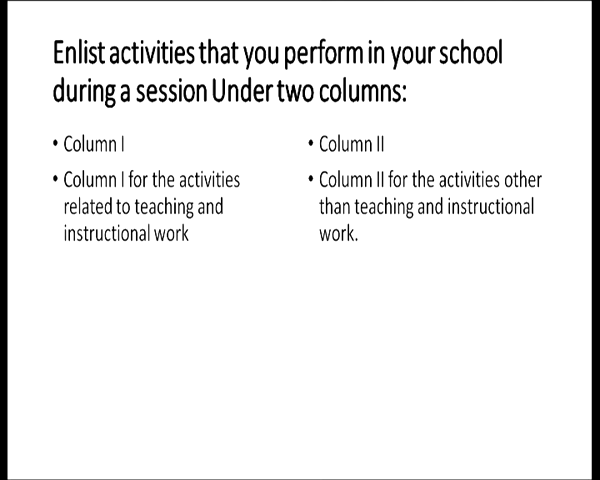 Enlist activities that you perform in your school
during a session Under two columns:
• Column I
• Column I for the activities
related to teaching and
instructional work
• Column II
• Column II for the activities other
than teaching and instructional
work.